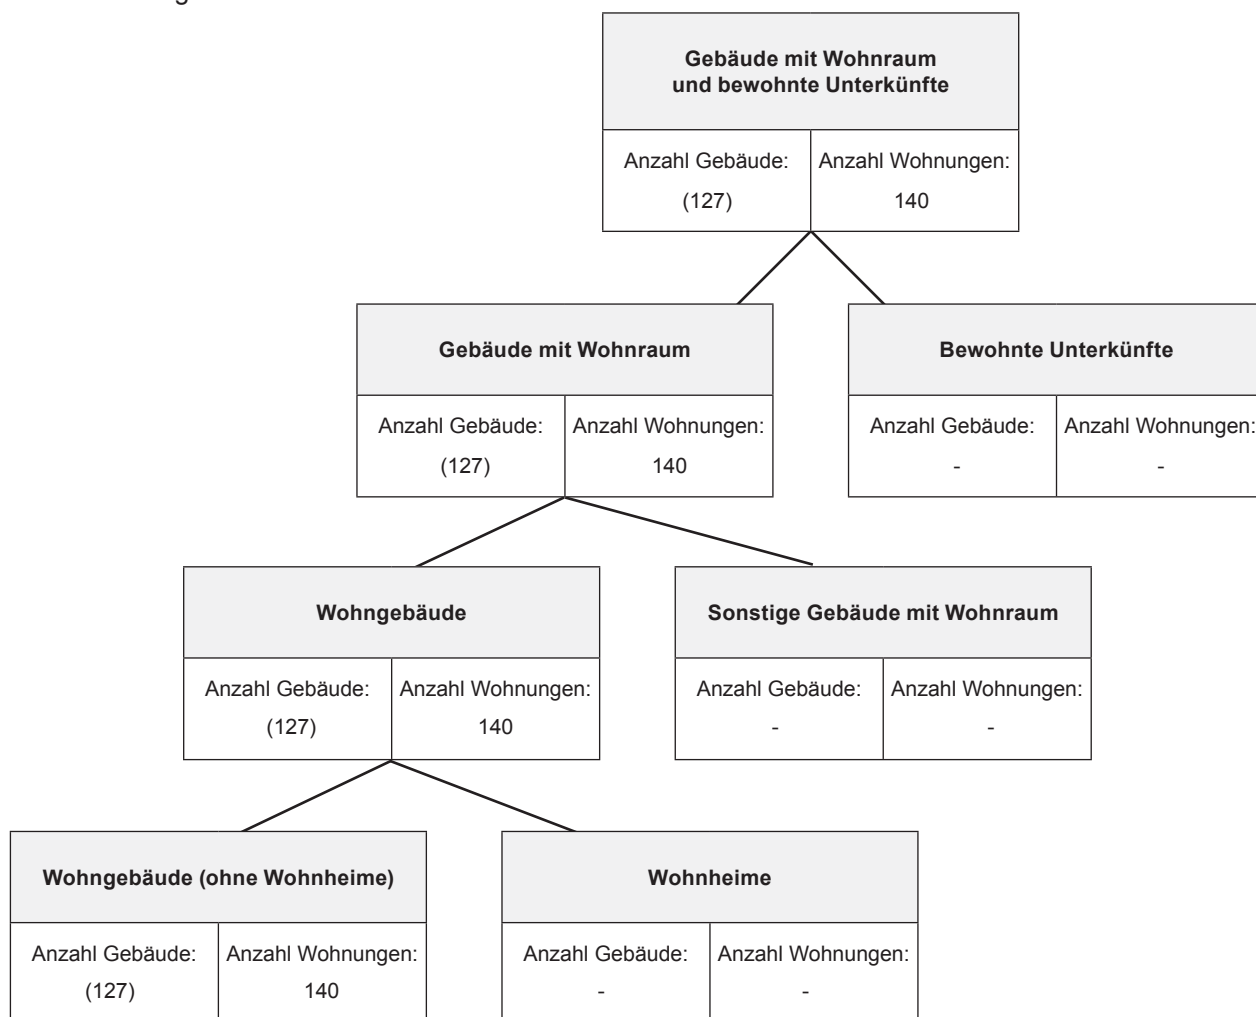 Gebäude mit Wohnraum
und bewohnte Unterkünfte
Anzahl Gebäude:
(127)
Anzahl Wohnungen:
140
Gebäude mit Wohnraum
Anzahl Gebäude:
(127)
Anzahl Wohnungen:
140
Bewohnte Unterkünfte
Anzahl Gebäude:
-
Anzahl Wohnungen:
-
Wohngebäude
Anzahl Gebäude:
(127)
Anzahl Wohnungen:
140
Sonstige Gebäude mit Wohnraum
Anzahl Gebäude:
-
Anzahl Wohnungen:
-
Wohngebäude (ohne Wohnheime)
Anzahl Gebäude:
(127)
Anzahl Wohnungen:
140
Wohnheime
Anzahl Gebäude:
-
Anzahl Wohnungen:
-